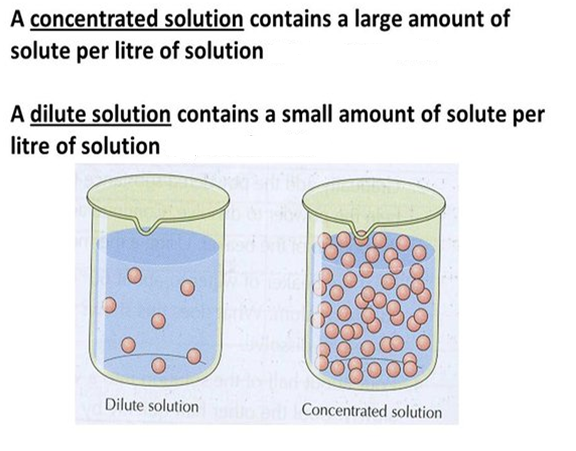 A concentrated solution contains a large amount of
solute per litre of solution
A dilute solution contains a small amount of solute per
litre of solution
Dilute solution
Concentrated solution